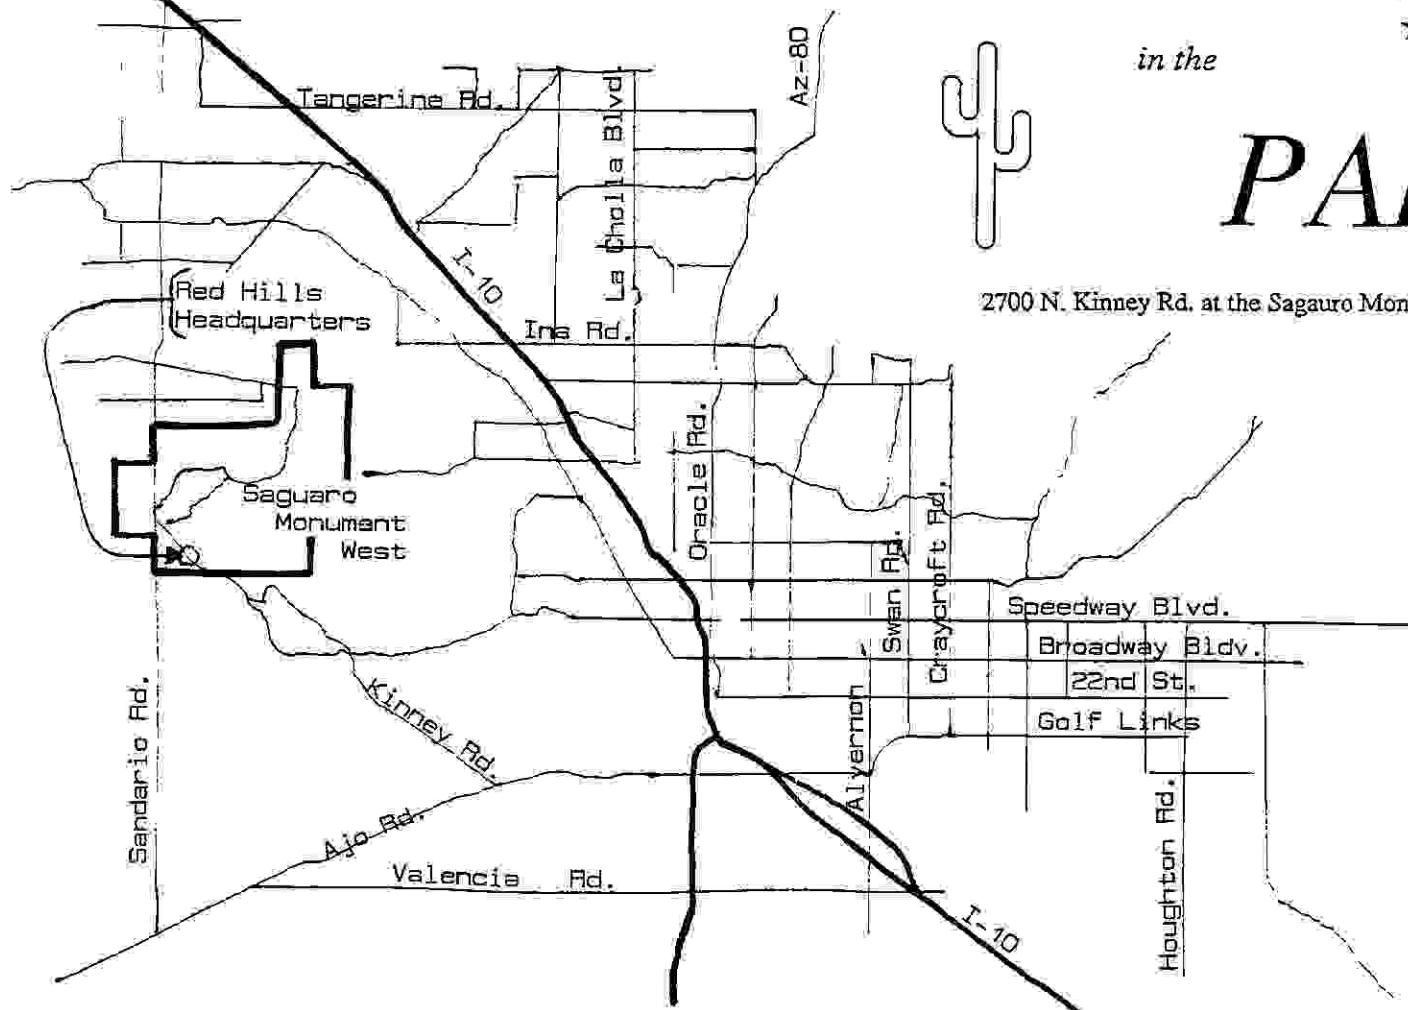 in the
Az-80
Tangerine Rd.
La Cholla Blvd.
I-10
Red Hills
Headquarters
2700 N. Kinney Rd. at the Sagauro Mon
Ina Rd.
Oracle Rd.
Saguaro
Monument
West
Swan Rd.
Craycroft Rd.
Speedway Blvd.
Broadway Bldv.
22nd St.
Golf Links
Kinney Rd.
Sandario Rd.
Alvernon
Ajo Rd.
Valencia Rd.
Houghton Rd.
I-10